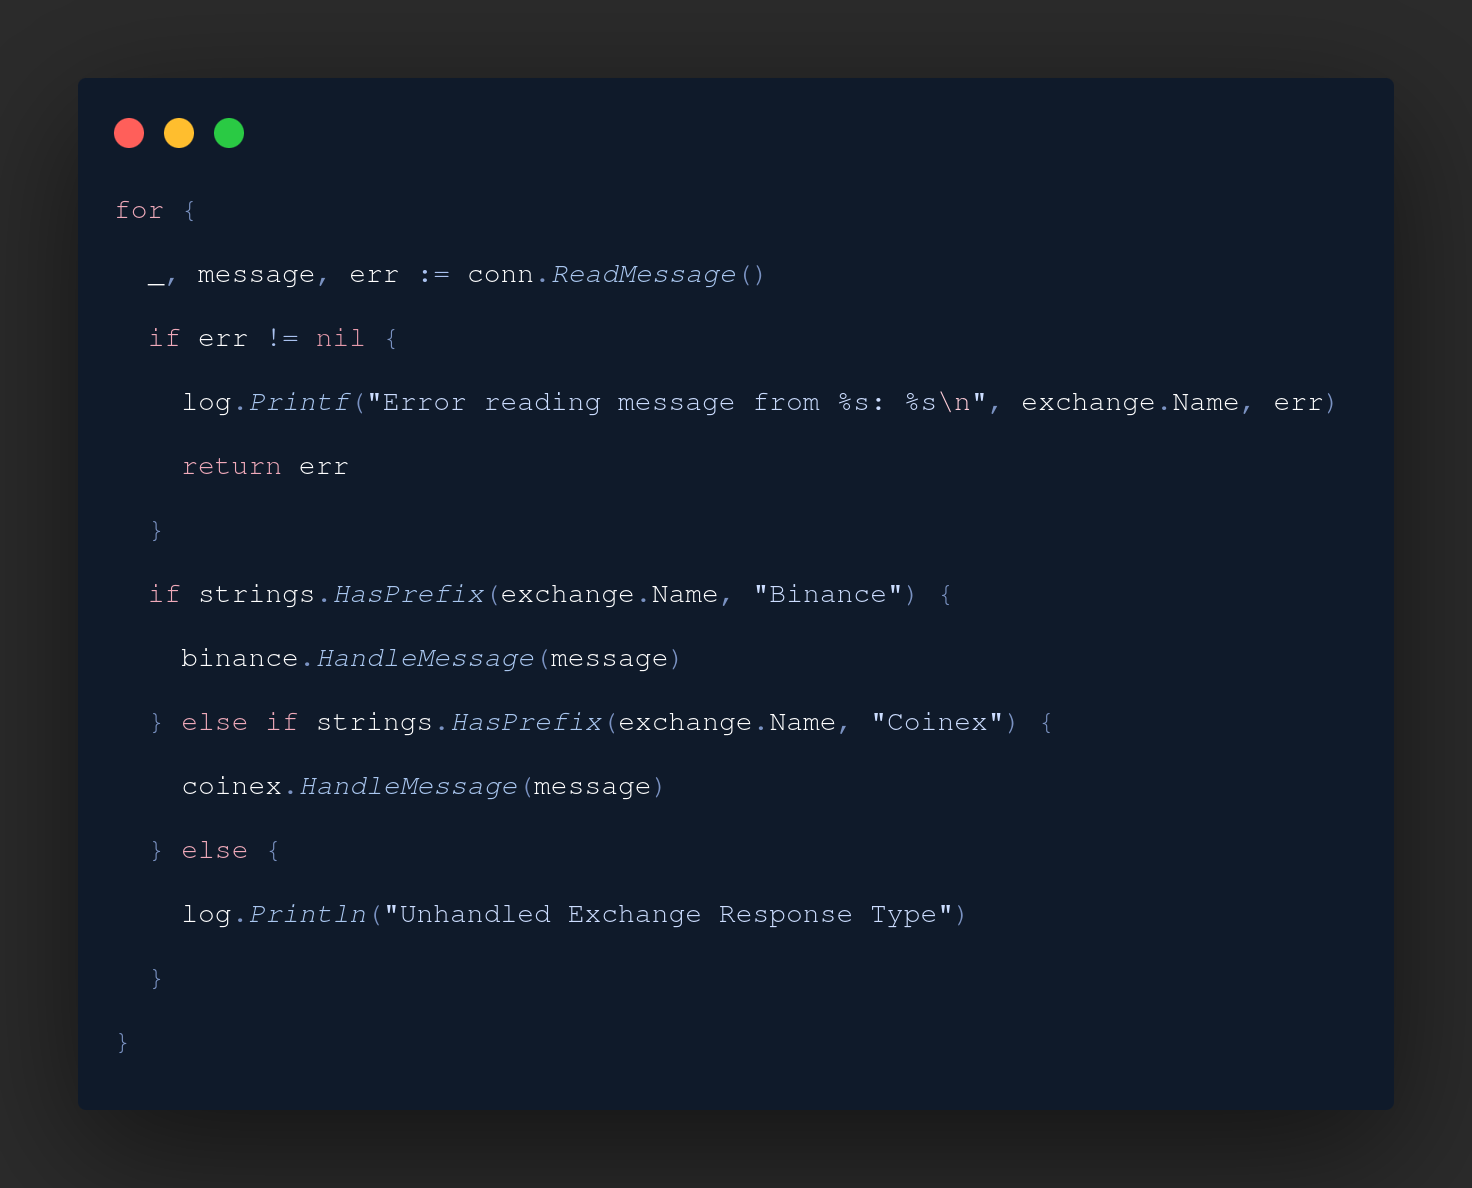 for {
  _, message, err := conn.ReadMessage()
  if err != nil {
    log.Printf("Error reading message from %s: %s\n", exchange.Name, err)
    return err
  }
  if strings.HasPrefix(exchange.Name, "Binance") {
    binance.HandleMessage(message)
  } else if strings.HasPrefix(exchange.Name, "Coinex") {
    coinex.HandleMessage(message)
  } else {
    log.Println("Unhandled Exchange Response Type")
  }
}